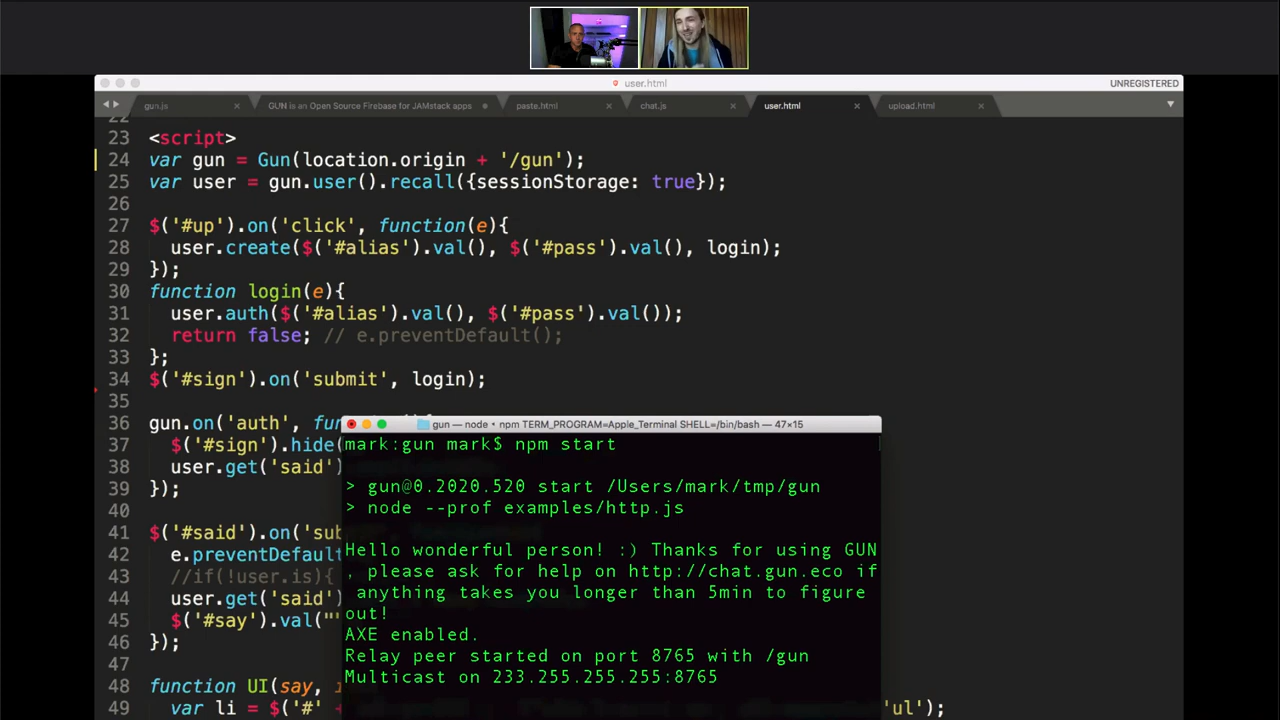 user.html
UNREGISTERED
gun.js
GUN is an Open Source Firebase for JAMstack apps
paste.html
chat.js
user.html
upload.html
22
23 <script>
24 var gun = Gun(location.origin + '/gun');
25 var user = gun.user().recall({sessionStorage: true});
26
27 $('#up').on('click', function(e){
28 user.create($('#alias').val(), $('#pass').val(), login);
29 });
30 function login(e){
31 user.auth($('#alias').val(), $('#pass').val());
32 return false; // e.preventDefault();
33 };
34 $('#sign').on('submit', login);
35
36 gun.on('auth',
37 $('#sign').hide(
38 user.get('said')
39 });
40
41 $('#said').on('sub
42 e.preventDefault
43 //if(!user.is){
44 user.get('said')
45 $('#say').val(""
46 });
47
48 function UI(say,
49 var li = $('#' 'ul');
gun — node • npm TERM_PROGRAM=Apple_Terminal SHELL=/bin/bash — 47×15
mark:gun mark$ npm start
> gun@0.2020.520 start /Users/mark/tmp/gun
> node --prof examples/http.js
Hello wonderful person! :) Thanks for using GUN
, please ask for help on http://chat.gun.eco if
anything takes you longer than 5min to figure
out!
AXE enabled.
Relay peer started on port 8765 with /gun
Multicast on 233.255.255.255:8765